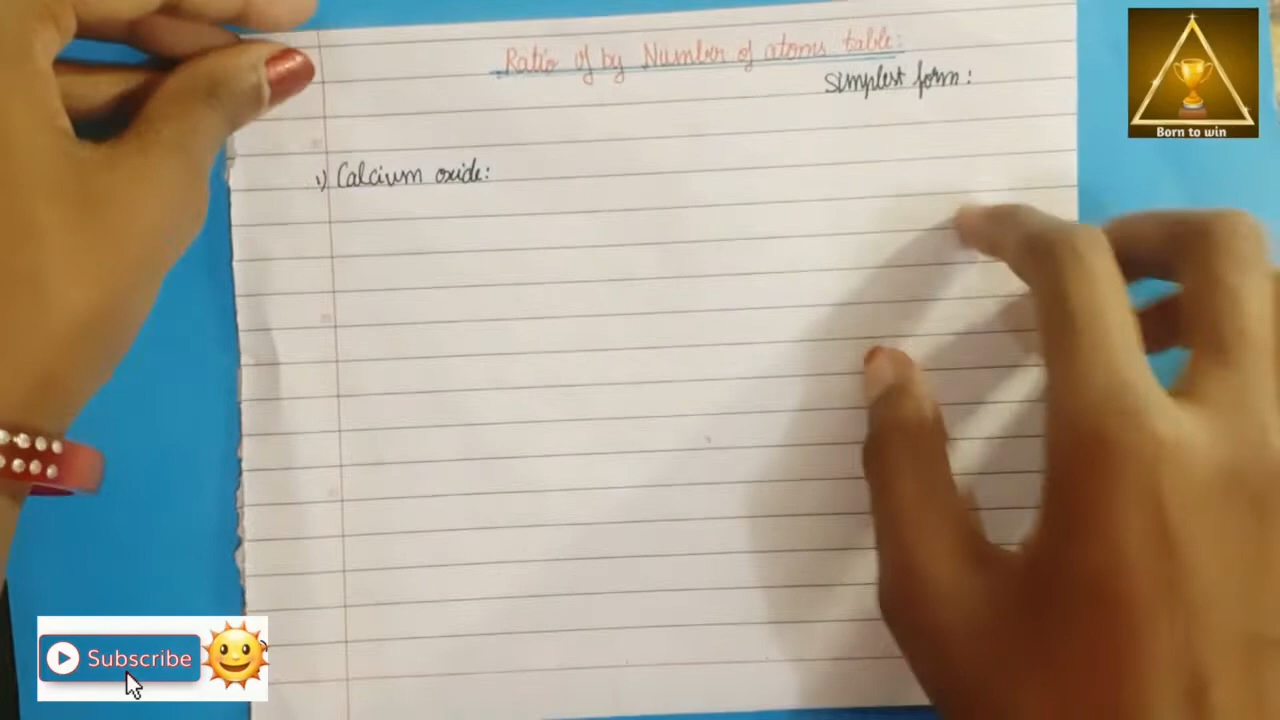 Ratio of by Number of atoms table:
simplest form:
1) Calcium oxide:
Born to win
Subscribe